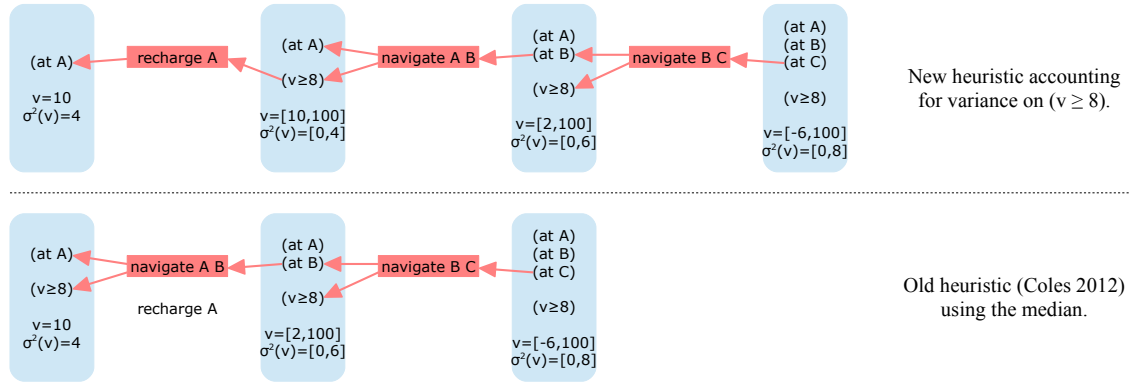 (at A)
v=10
σ²(v)=4
recharge A
(at A)
(v≥8)
v=[10,100]
σ²(v)=[0,4]
navigate A B
(at A)
(at B)
(v≥8)
v=[2,100]
σ²(v)=[0,6]
navigate B C
(at A)
(at B)
(at C)
(v≥8)
v=[-6,100]
σ²(v)=[0,8]
New heuristic accounting
for variance on (v ≥ 8).
(at A)
(v≥8)
v=10
σ²(v)=4
navigate A B
recharge A
(at A)
(at B)
(v≥8)
v=[2,100]
σ²(v)=[0,6]
navigate B C
(at A)
(at B)
(at C)
(v≥8)
v=[-6,100]
σ²(v)=[0,8]
Old heuristic (Coles 2012)
using the median.